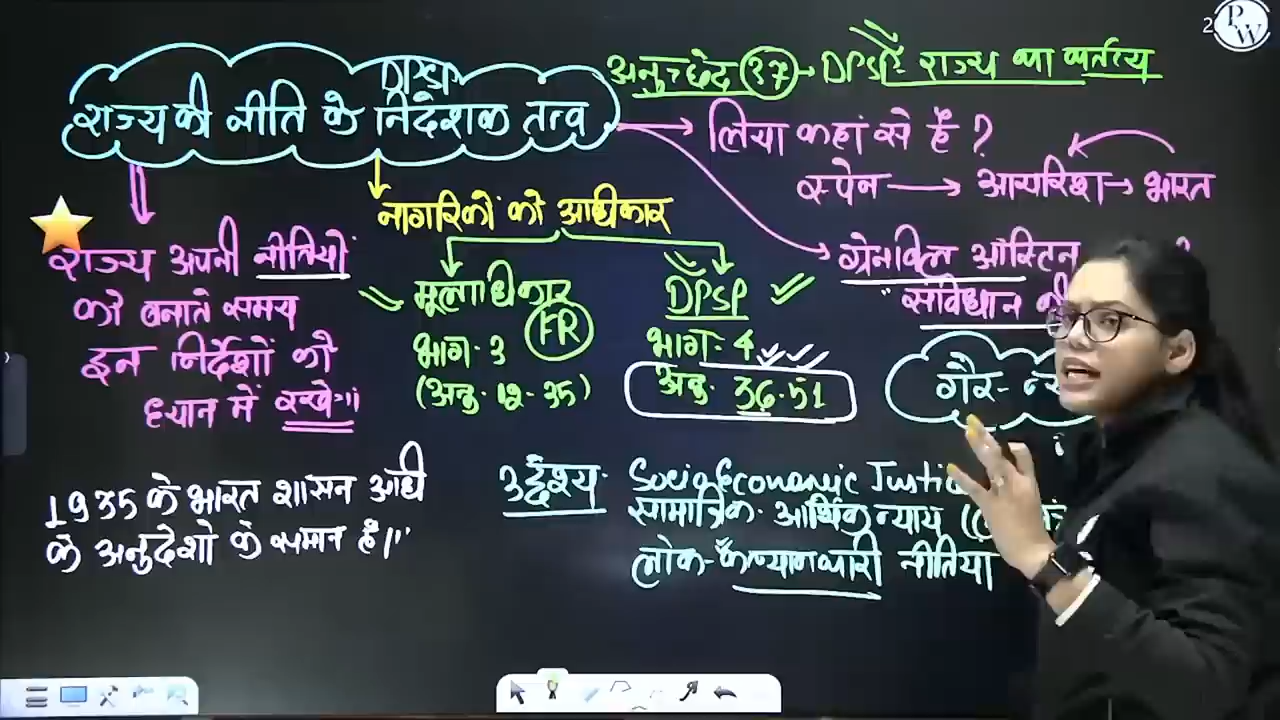 2
PW
DPSP
राज्य की नीति के निदेशक तत्व
अनुच्छेद (37) → DPSP = राज्य का कर्तव्य
लिया कहां से है ?
स्पेन → आयरिश → भारत
नागरिकों को अधिकार
राज्य अपनी नीतियों
को बनाते समय
इन निर्देशों को
ध्यान में रखे"।
मूलाधिकार
FR
भाग-3
(अनु. 12-35)
DPSP
भाग-4
अनु. 36-51
ग्रेनविल ऑस्टिन
"संविधान की
गैर-
1935 के भारत शासन अधि
के अनुदेशो के समान है।"
उद्देश्य- Socio Economic
सामाजिक-आर्थिक न्याय
लोक-कल्याणकारी नीतिया